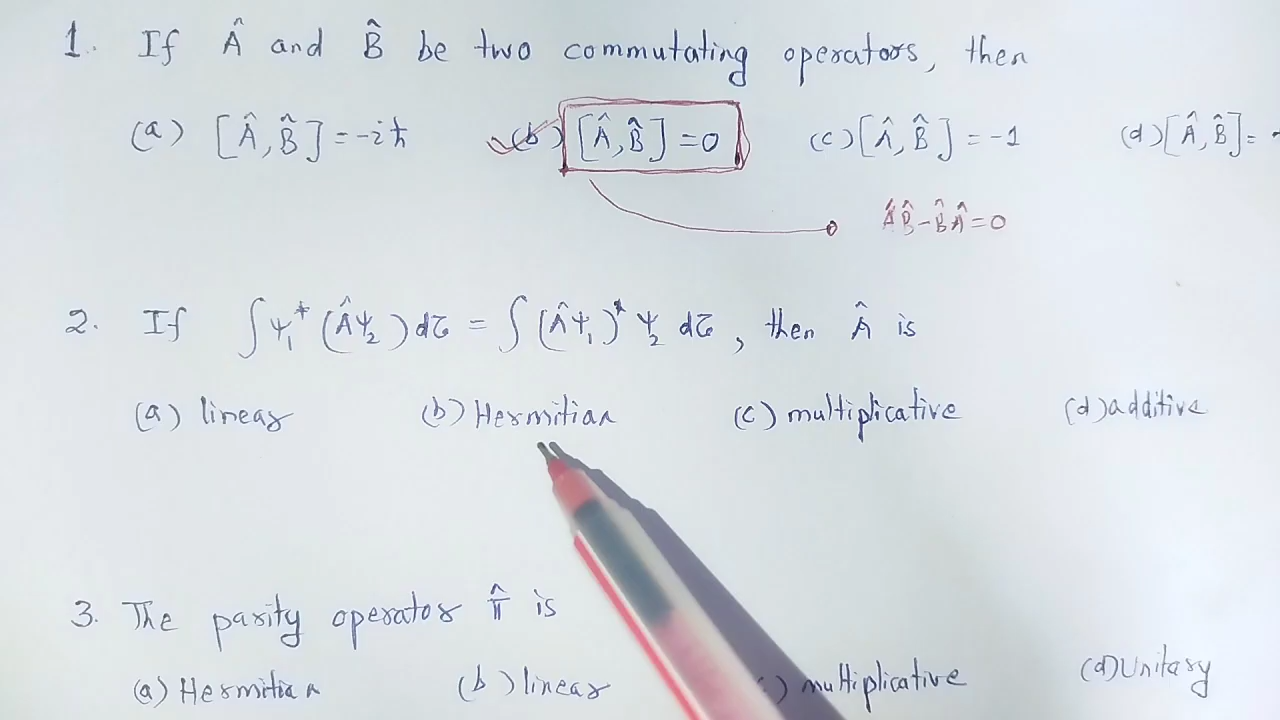 1. If Â and B̂ be two commutating operators, then
(a) [Â, B̂] = -iħ (b) [Â, B̂] = 0 (c) [Â, B̂] = -1 (d) [Â, B̂] =
ÂB̂ - B̂Â = 0
2. If ∫ψ₁* (Âψ₂) dτ = ∫(Âψ₁)* ψ₂ dτ, then Â is
(a) linear (b) Hermitian (c) multiplicative (d) additive
3. The parity operator π̂ is
(a) Hermitian (b) linear ) multiplicative (d) Unitary